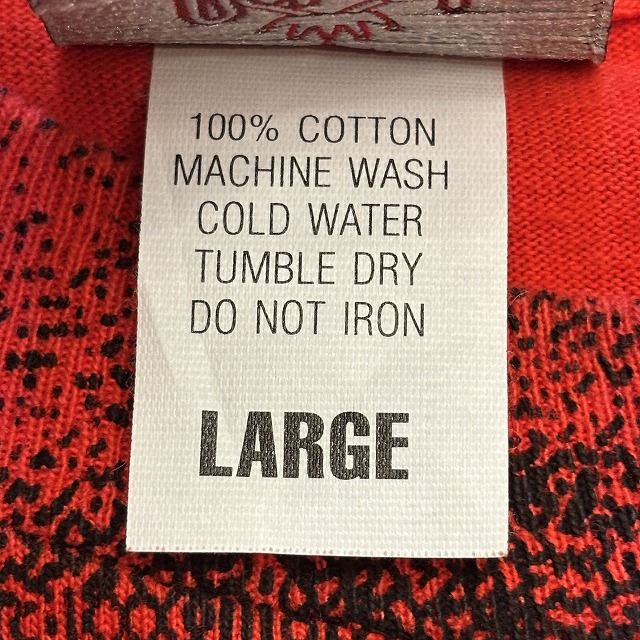 100% COTTON
MACHINE WASH
COLD WATER
TUMBLE DRY
DO NOT IRON
LARGE